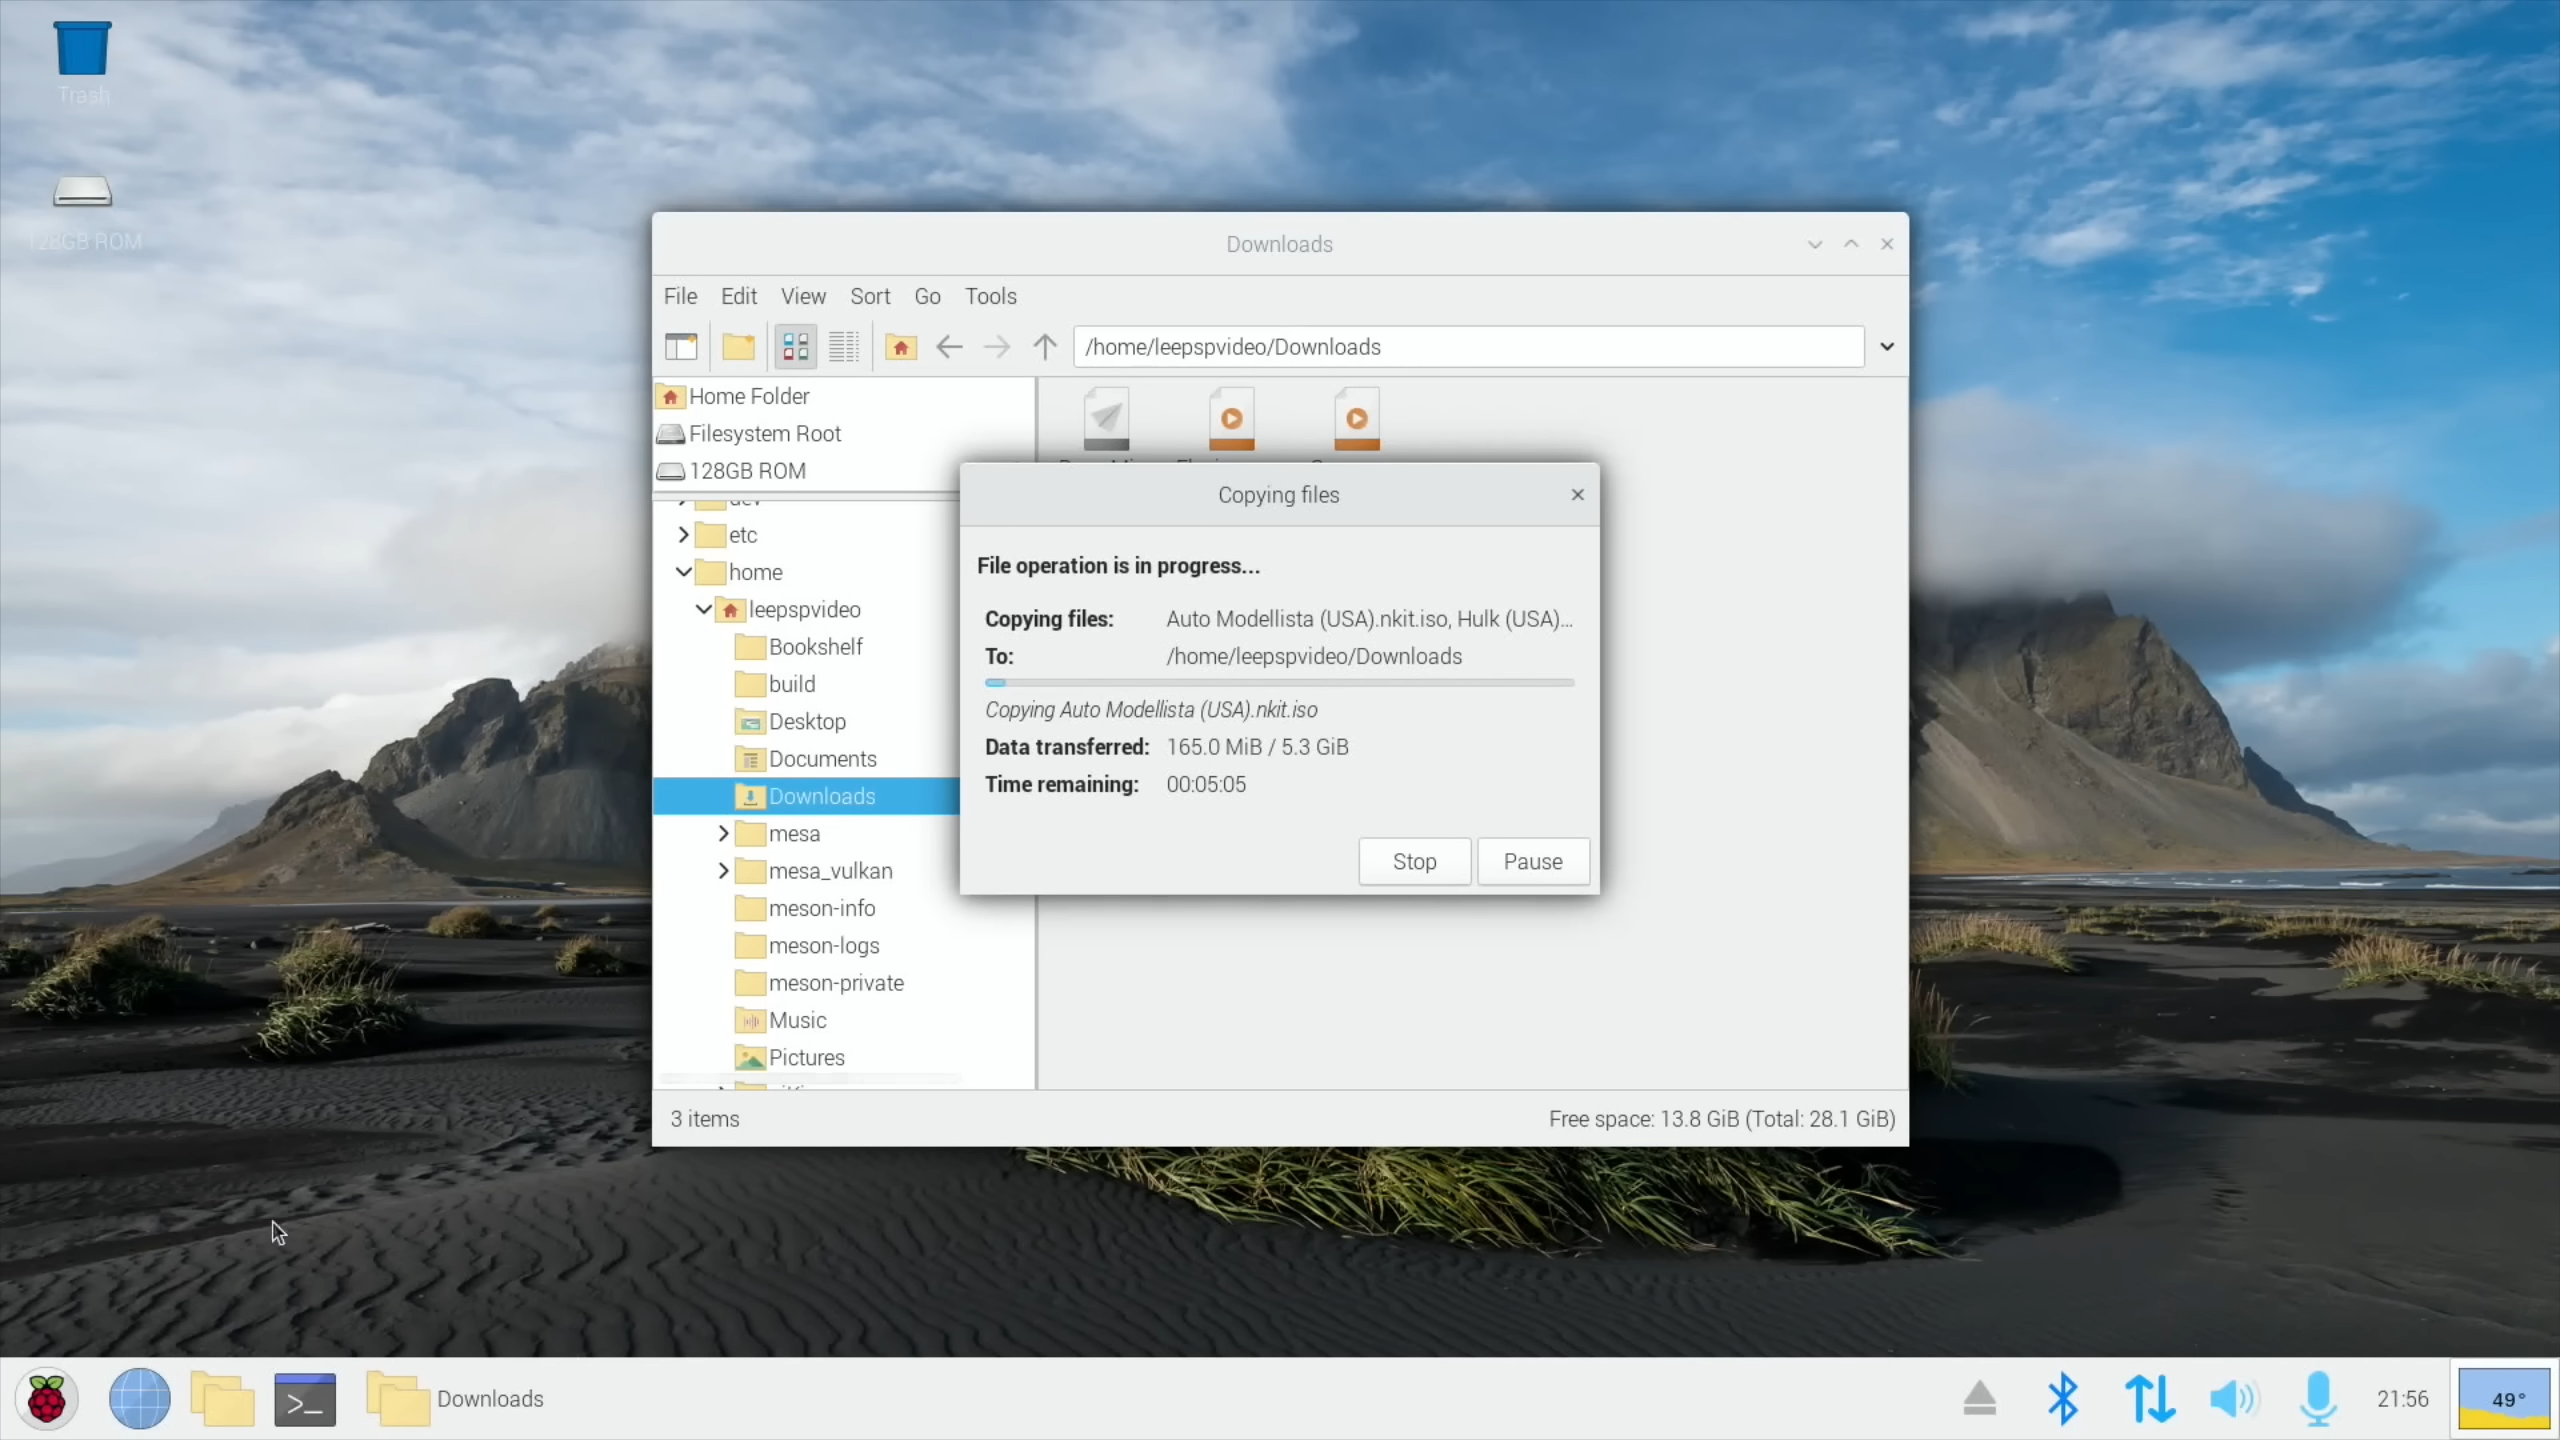 Trash
128GB ROM
Downloads
File Edit View Sort Go Tools
/home/leepspvideo/Downloads
Home Folder
Filesystem Root
128GB ROM
etc
home
leepspvideo
Bookshelf
build
Desktop
Documents
Downloads
mesa
mesa_vulkan
meson-info
meson-logs
meson-private
Music
Pictures
Copying files
File operation is in progress...
Copying files: Auto Modellista (USA).nkit.iso, Hulk (USA)...
To: /home/leepspvideo/Downloads
Copying Auto Modellista (USA).nkit.iso
Data transferred: 165.0 MiB / 5.3 GiB
Time remaining: 00:05:05
Stop Pause
3 items
Free space: 13.8 GiB (Total: 28.1 GiB)
>_
Downloads
21:56
49°